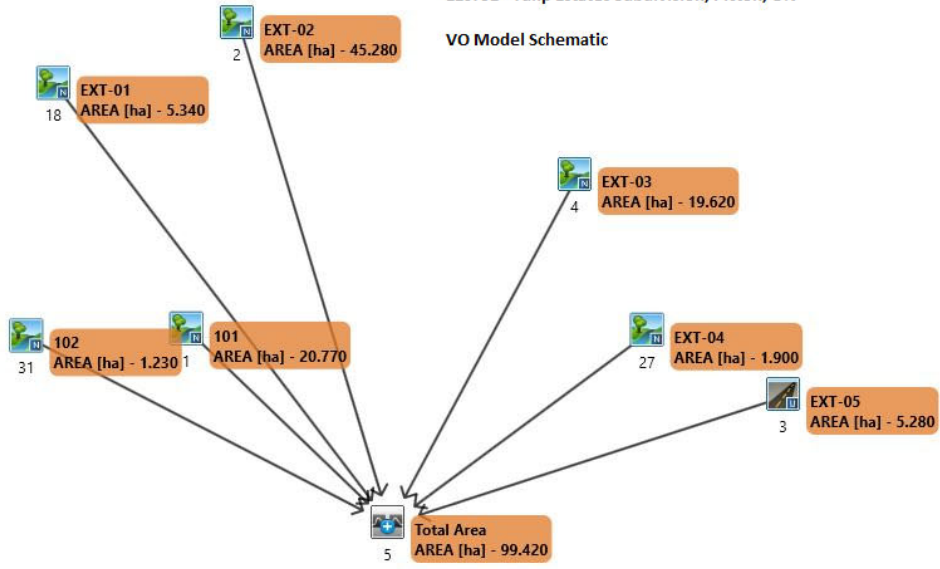 VO Model Schematic
EXT-02
AREA [ha] - 45.280
2
EXT-01
AREA [ha] - 5.340
18
EXT-03
AREA [ha] - 19.620
4
102
AREA [ha] - 1.230
31
101
AREA [ha] - 20.770
1
EXT-04
AREA [ha] - 1.900
27
EXT-05
AREA [ha] - 5.280
3
Total Area
AREA [ha] - 99.420
5
N
N
N
N
N
N
U